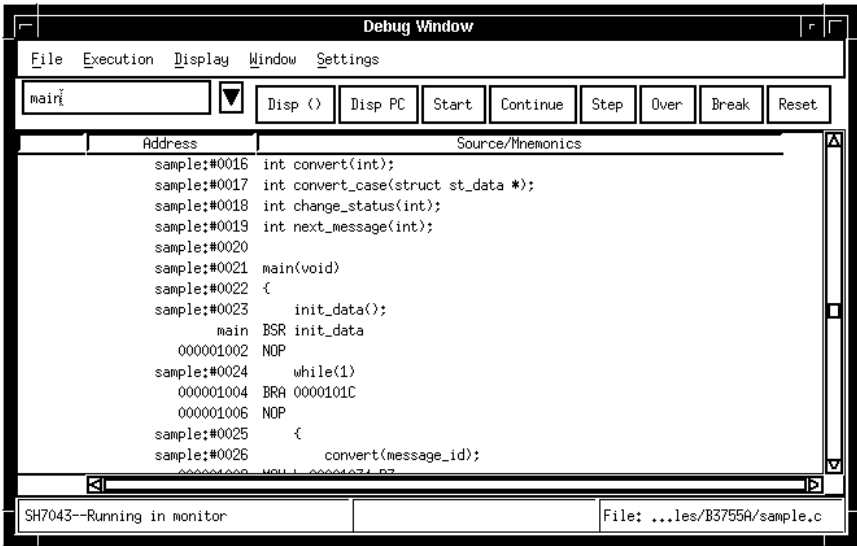 Debug Window
File Execution Display Window Settings
main
Disp () Disp PC Start Continue Step Over Break Reset
Address Source/Mnemonics
sample:#0016 int convert(int);
sample:#0017 int convert_case(struct st_data *);
sample:#0018 int change_status(int);
sample:#0019 int next_message(int);
sample:#0020
sample:#0021 main(void)
sample:#0022 {
sample:#0023 init_data();
main BSR init_data
000001002 NOP
sample:#0024 while(1)
000001004 BRA 0000101C
000001006 NOP
sample:#0025 {
sample:#0026 convert(message_id);
SH7043--Running in monitor File: ...les/B3755A/sample.c